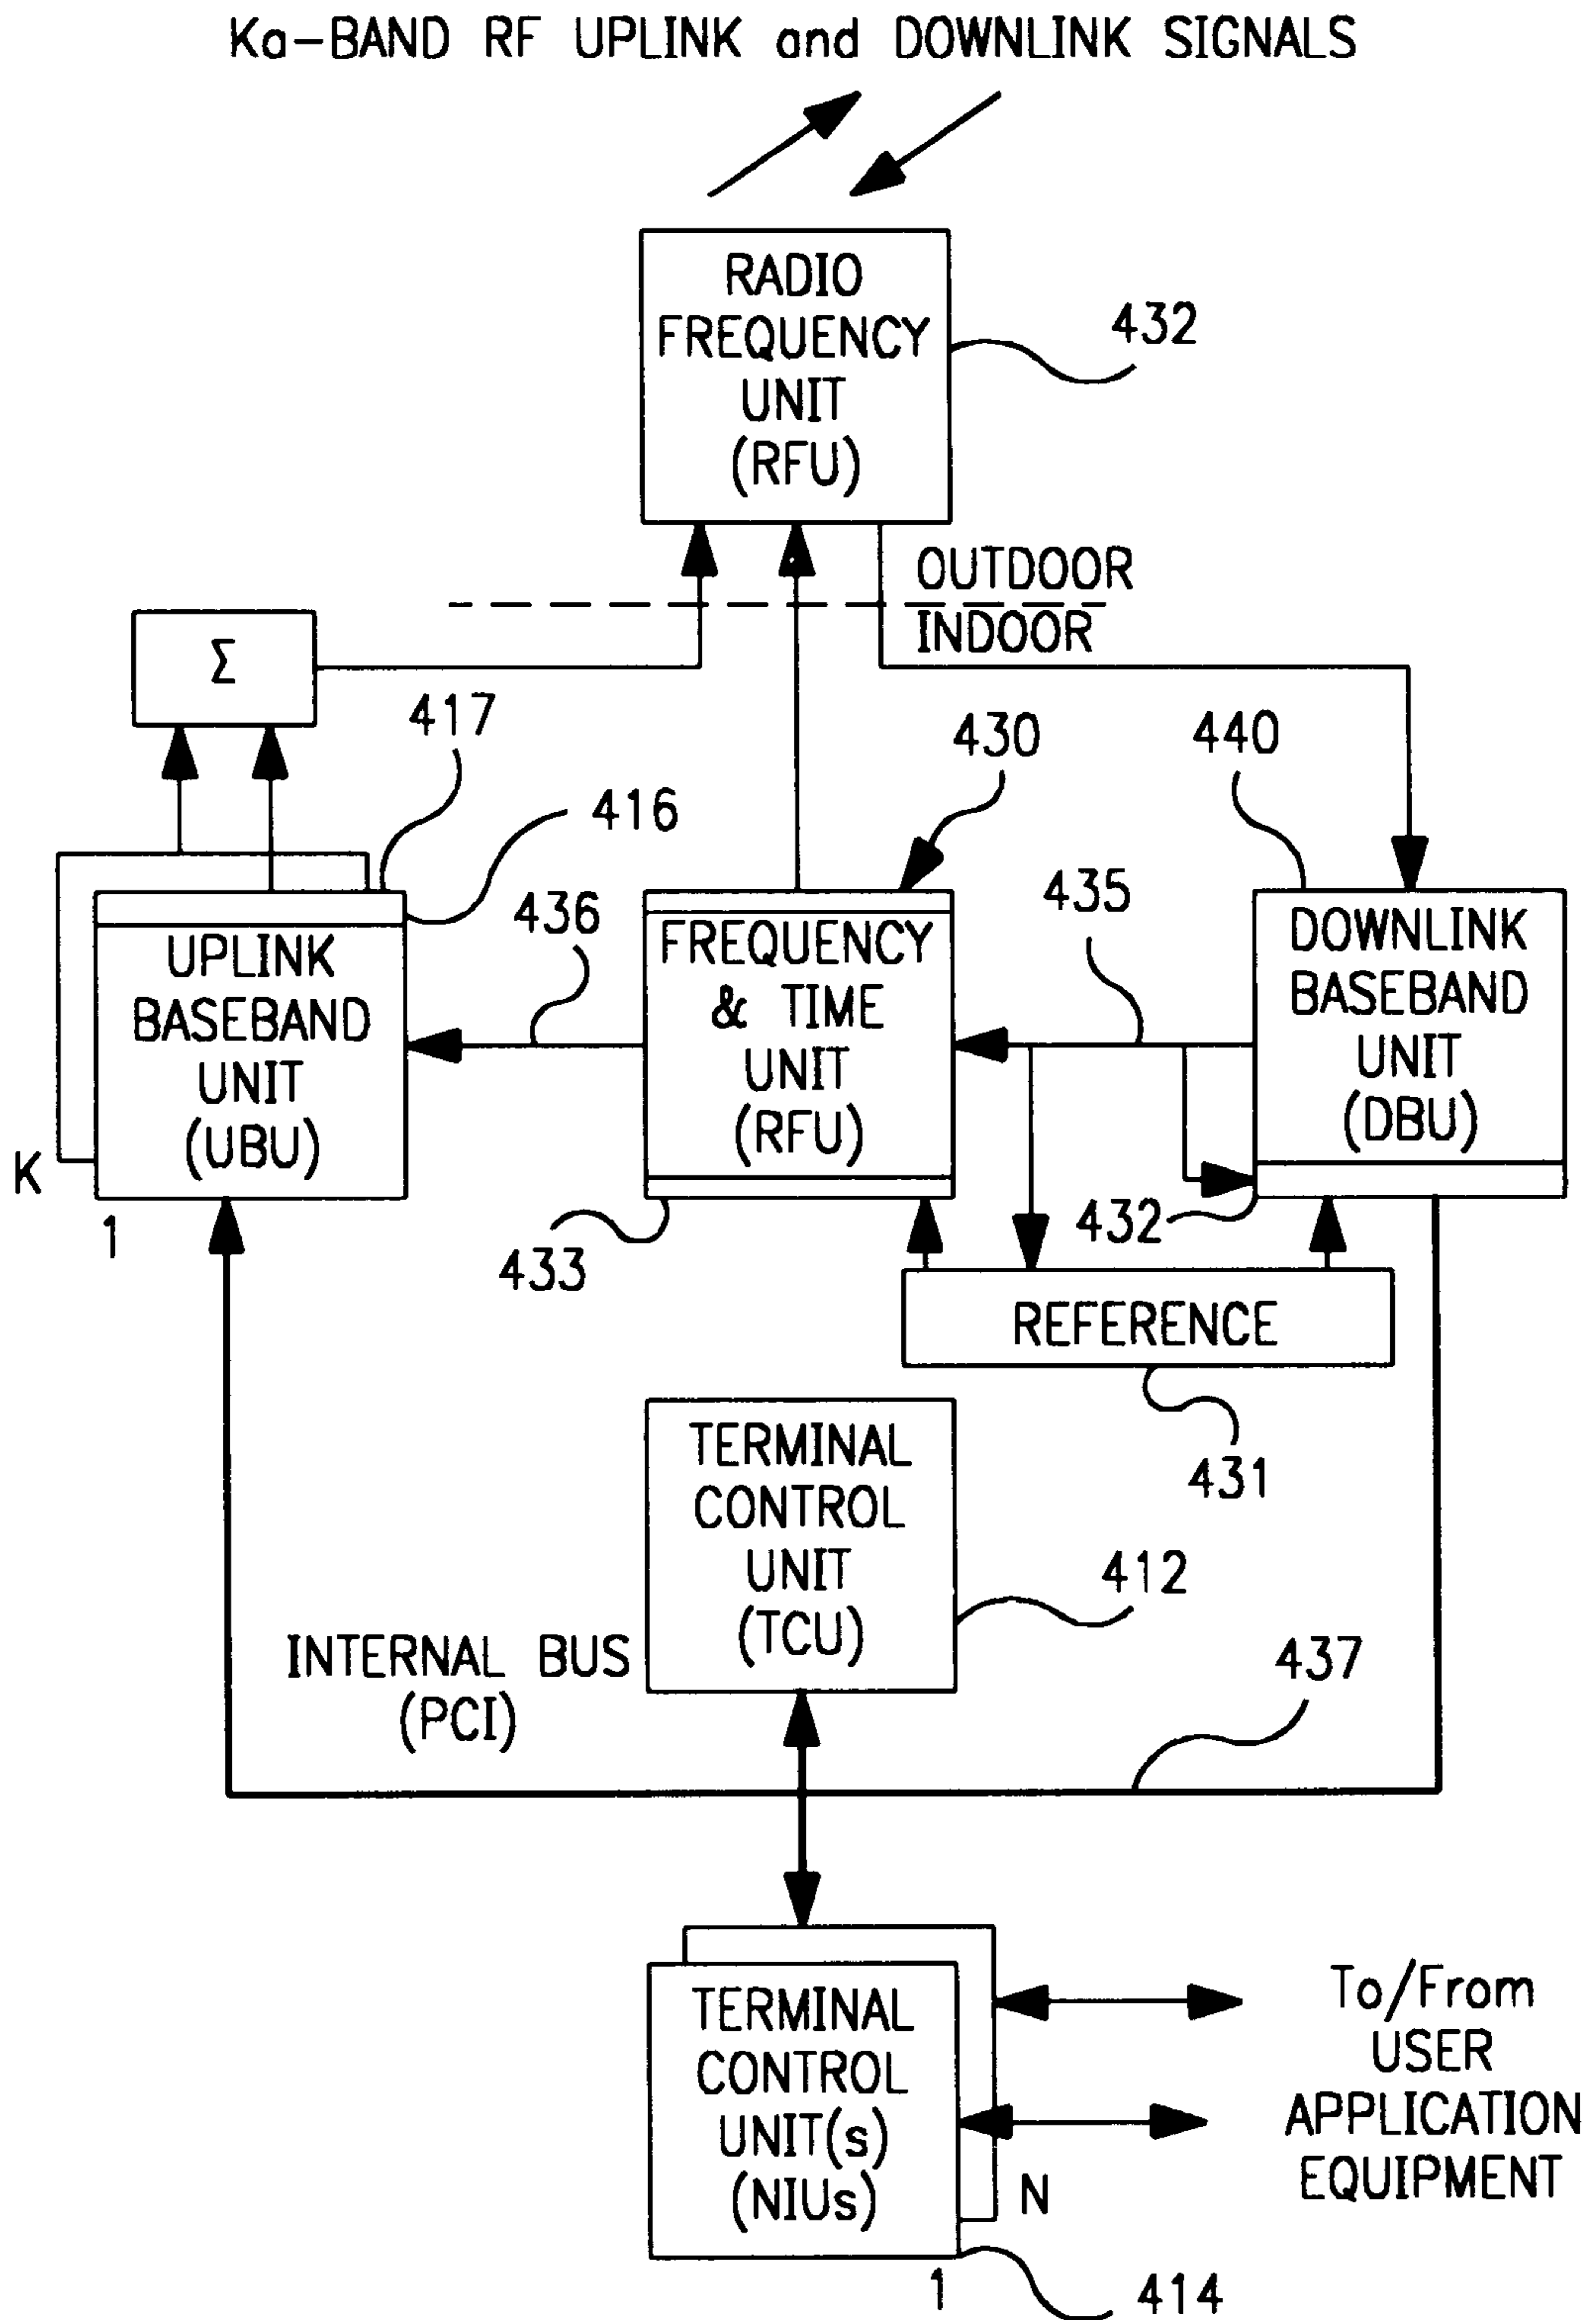 Ka-BAND RF UPLINK and DOWNLINK SIGNALS
RADIO
FREQUENCY
UNIT
(RFU)
432
OUTDOOR
INDOOR
Σ
417
416
430
440
436
435
UPLINK
BASEBAND
UNIT
(UBU)
K
1
FREQUENCY
& TIME
UNIT
(RFU)
433
DOWNLINK
BASEBAND
UNIT
(DBU)
432
REFERENCE
431
TERMINAL
CONTROL
UNIT
(TCU)
412
INTERNAL BUS
(PCI)
437
TERMINAL
CONTROL
UNIT(s)
(NIUs)
N
1
414
To/From
USER
APPLICATION
EQUIPMENT